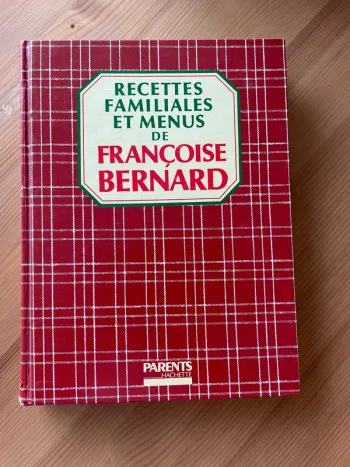 RECETTES
FAMILIALES
ET MENUS
DE
FRANÇOISE
BERNARD
PARENTS
HACHETTE